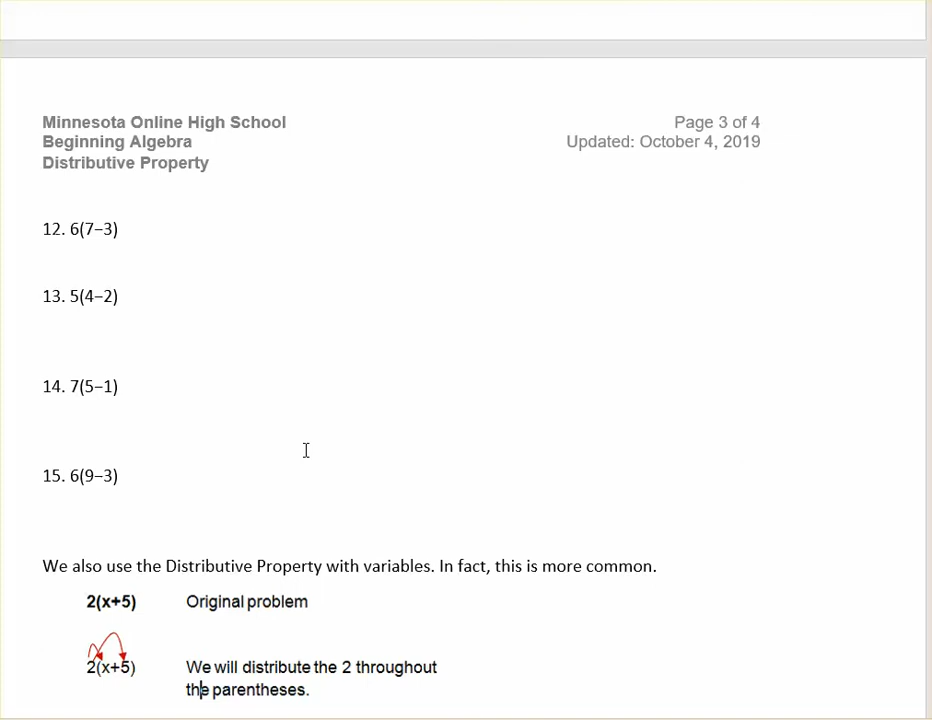 Minnesota Online High School
Page 3 of 4
Beginning Algebra
Updated: October 4, 2019
Distributive Property
12. 6(7−3)
13. 5(4−2)
14. 7(5−1)
15. 6(9−3)
We also use the Distributive Property with variables. In fact, this is more common.
2(x+5) Original problem
2(x+5) We will distribute the 2 throughout
the parentheses.